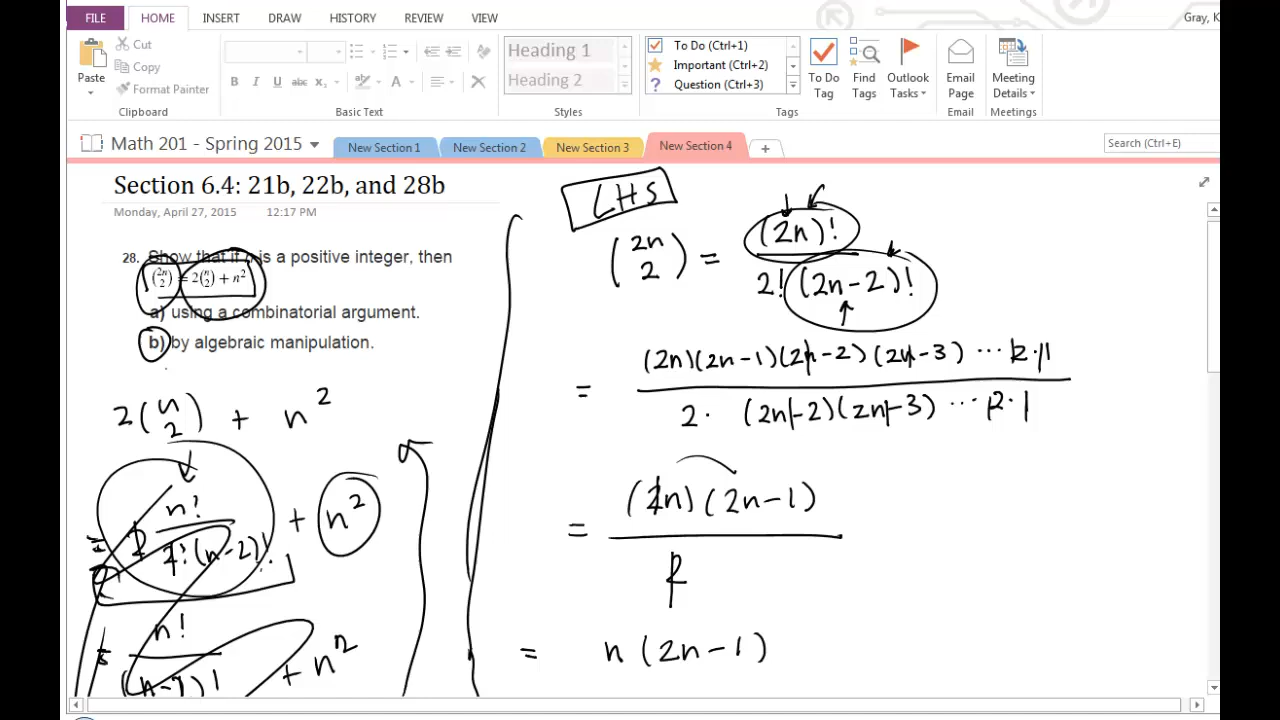 FILE HOME INSERT DRAW HISTORY REVIEW VIEW
Gray, K
Paste
Cut
Copy
Format Painter
Clipboard
B I U abc x A
Basic Text
Heading 1
Heading 2
Styles
To Do (Ctrl+1)
Important (Ctrl+2)
? Question (Ctrl+3)
To Do Tag
Find Tags
Outlook Tasks
Tags
Email Page
Email
Meeting Details
Meetings
Math 201 - Spring 2015
New Section 1
New Section 2
New Section 3
New Section 4
+
Search (Ctrl+E)
Section 6.4: 21b, 22b, and 28b
Monday, April 27, 2015 12:17 PM
28. Show that if n is a positive integer, then
(2n 2) = 2(n 2) + n²
a) using a combinatorial argument.
b) by algebraic manipulation.
2(n 2) + n²
= 2 n! / 2!(n-2)! + n²
= n! / (n-2)! + n²
LHS
(2n 2) = (2n)! / 2!(2n-2)!
= (2n)(2n-1)(2n-2)(2n-3) ... 2·1 / 2·(2n-2)(2n-3) ... 2·1
= (2n)(2n-1) / 2
= n(2n-1)